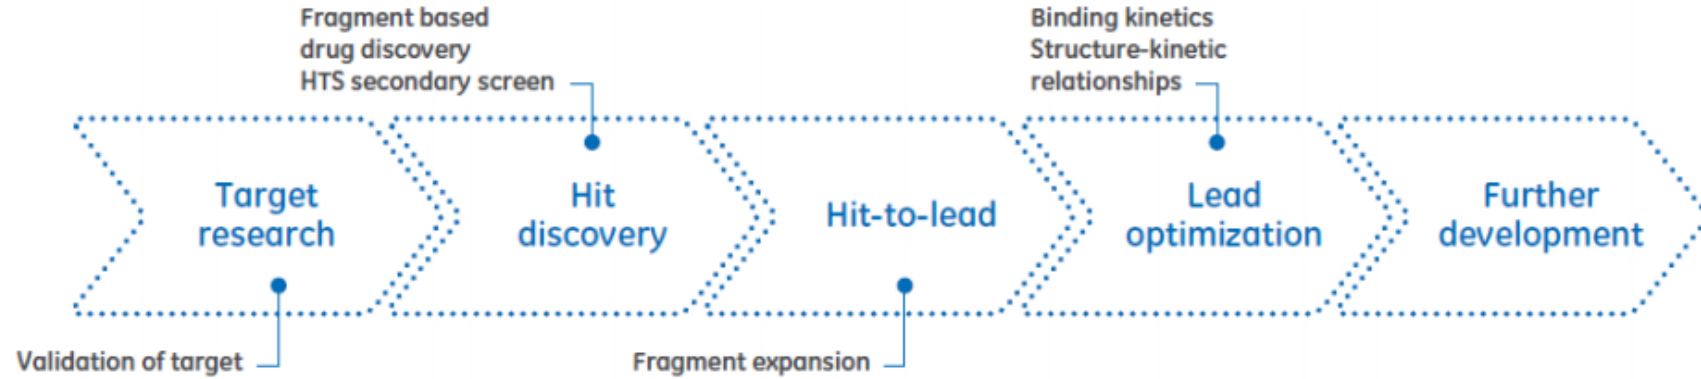 Fragment based
drug discovery
HTS secondary screen
Binding kinetics
Structure-kinetic
relationships
Target
research
Hit
discovery
Hit-to-lead
Lead
optimization
Further
development
Validation of target
Fragment expansion